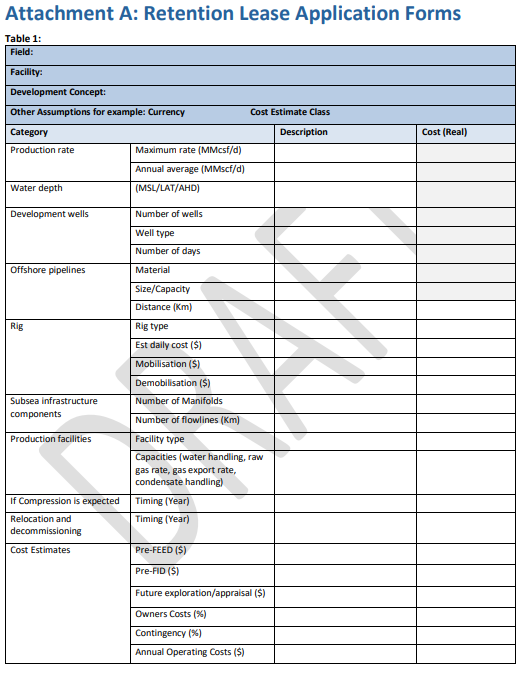 Attachment A: Retention Lease Application Forms
Table 1:
Field:
Facility:
Development Concept:
Other Assumptions for example: Currency Cost Estimate Class
Category Description Cost (Real)
Production rate Maximum rate (MMcsf/d)
Annual average (MMscf/d)
Water depth (MSL/LAT/AHD)
Development wells Number of wells
Well type
Number of days
Offshore pipelines Material
Size/Capacity
Distance (Km)
Rig Rig type
Est daily cost ($)
Mobilisation ($)
Demobilisation ($)
Subsea infrastructure Number of Manifolds
components
Number of flowlines (Km)
Production facilities Facility type
Capacties (water handling, raw
gas rate, gas export rate,
condensate handling)
If Compression is expected Timing (Year)
Relocation and Timing (Year)
decommissioning
Cost Estimates Pre-FEED ($)
Pre-FID ($)
Future exploration/appraisal ($)
Owners Costs (%)
Contingency (%)
Annual Operating Costs ($)
DRAFT